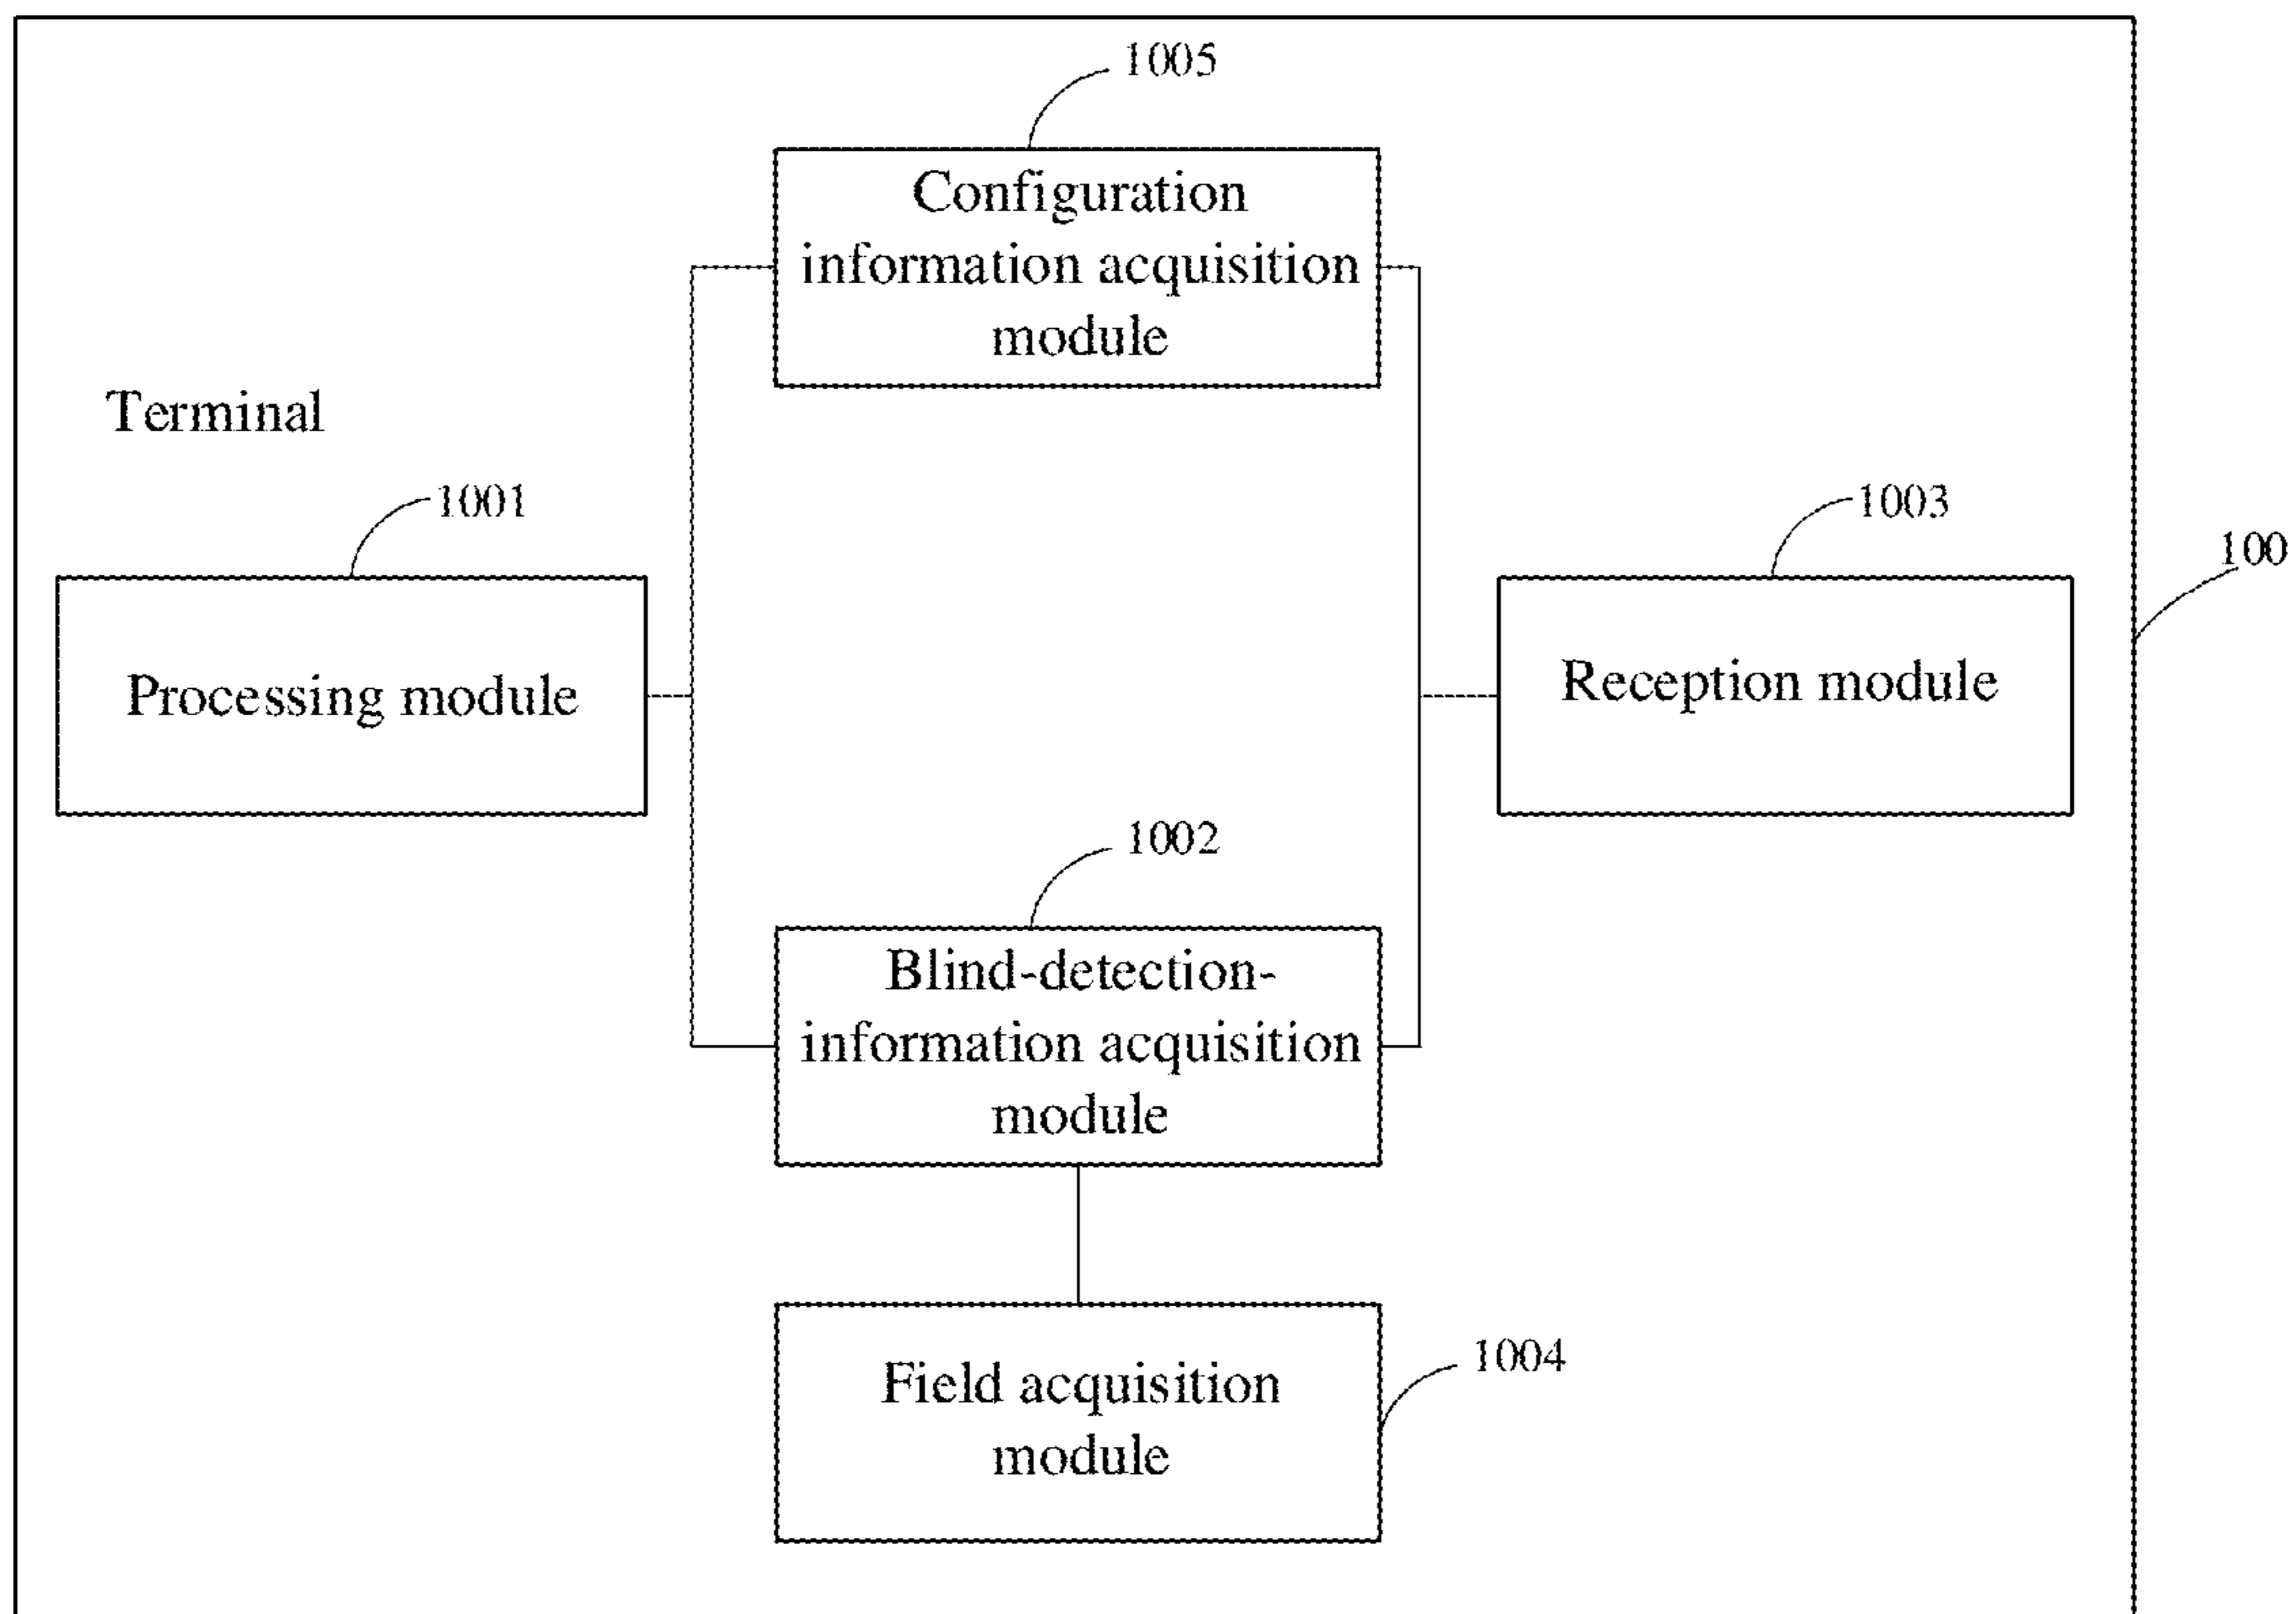 1005
Configuration
information acquisition
module
Terminal
1001
1003
100
Processing module
Reception module
1002
Blind-detection-
information acquisition
module
1004
Field acquisition
module